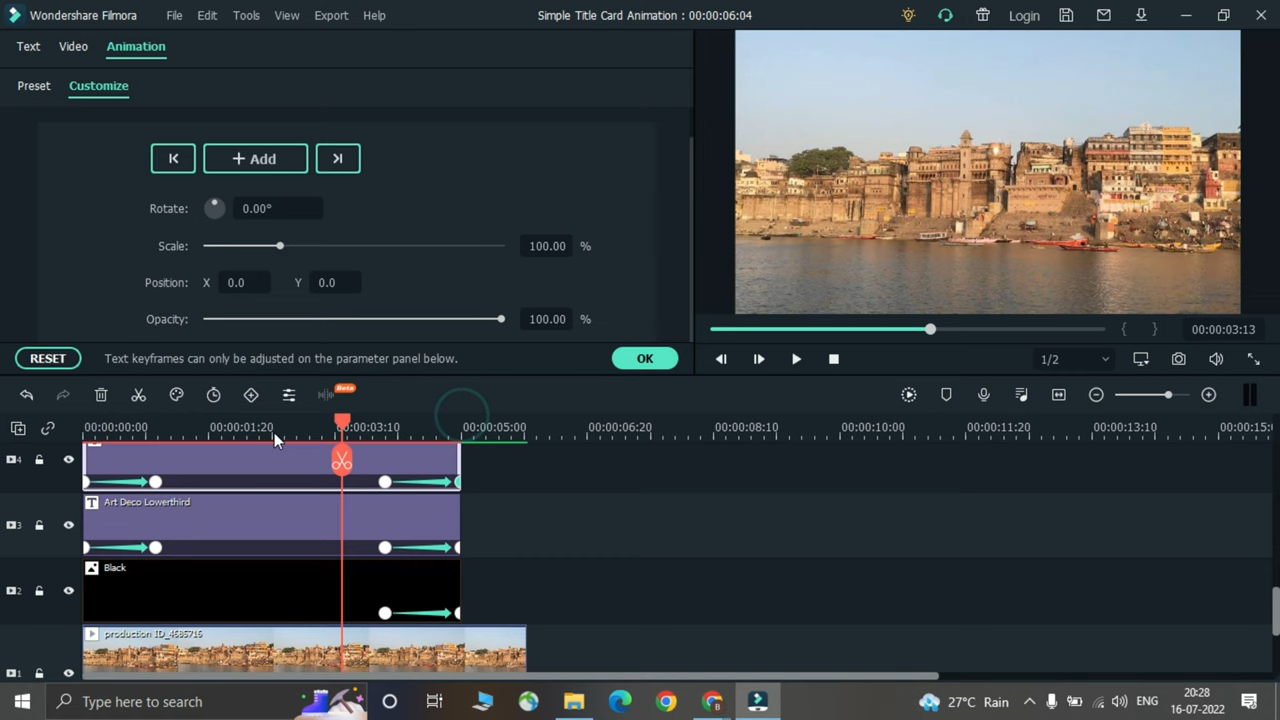 Wondershare Filmora
File
Edit
Tools
View
Export
Help
Simple Title Card Animation : 00:00:06:04
Login
Text
Video
Animation
Preset
Customize
+ Add
Rotate:
0.00°
Scale:
100.00 %
Position:
X 0.0
Y 0.0
Opacity:
100.00 %
RESET
Text keyframes can only be adjusted on the parameter panel below.
OK
{ }
00:00:03:13
1/2
Beta
00:00:00:00
00:00:01:20
00:00:03:10
00:00:05:00
00:00:06:20
00:00:08:10
00:00:10:00
00:00:11:20
00:00:13:10
00:00:15:0
4
T Art Deco Lowerthird
3
Black
2
production ID_4685716
1
Type here to search
27°C Rain
ENG
20:28
16-07-2022